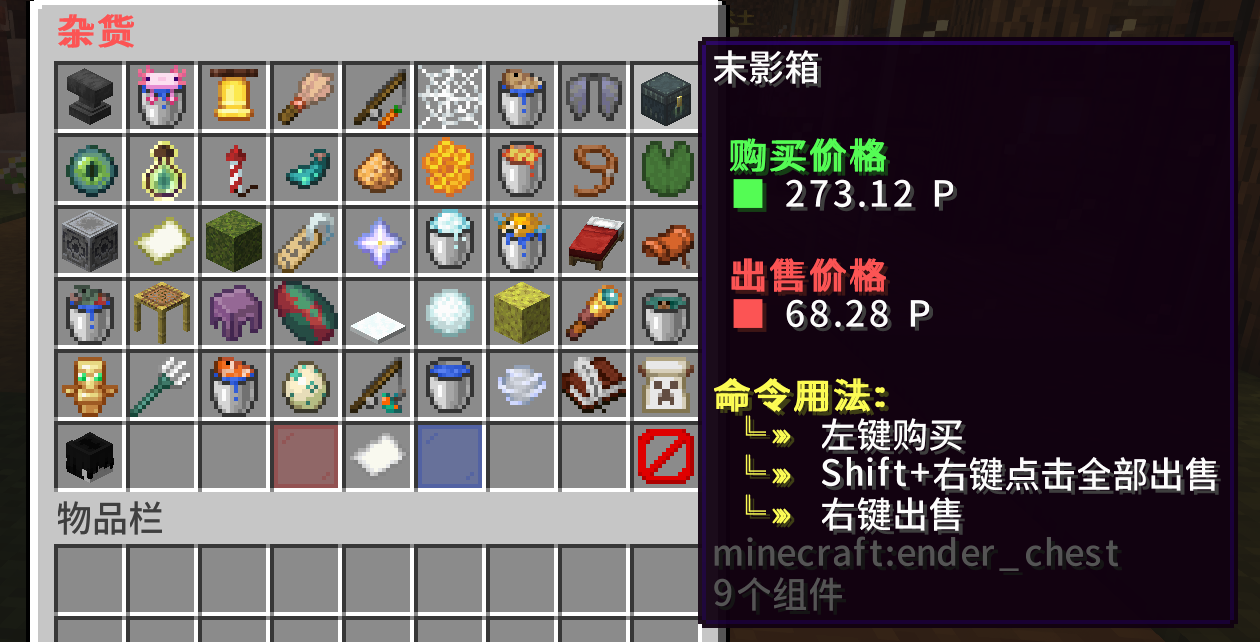 杂货
末影箱
购买价格
273.12 P
出售价格
68.28 P
命令用法:
左键购买
Shift+右键点击全部出售
右键出售
minecraft:ender_chest
9个组件
物品栏